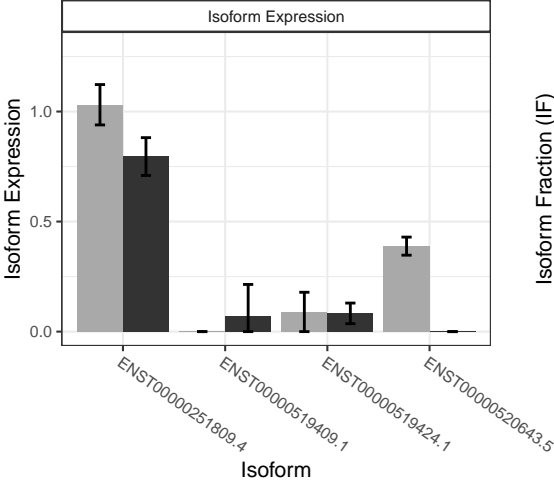 Isoform Expression
Isoform Expression
1.0
0.5
0.0
ENST00000251809.4
ENST00000519409.1
ENST00000519424.1
ENST00000520643.5
Isoform
Isoform Fraction (IF)